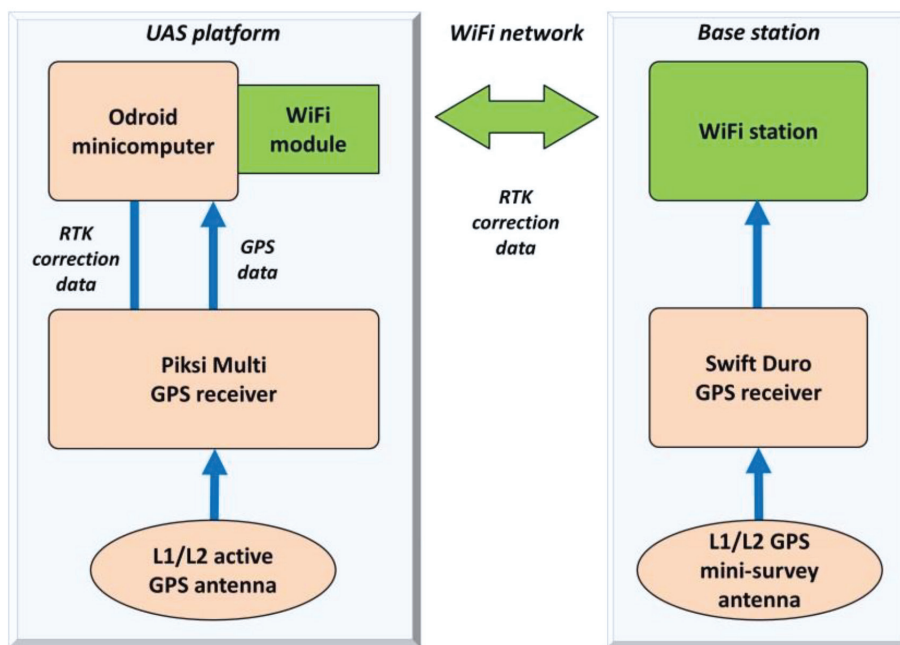 UAS platform
WiFi network
Base station
Odroid
minicomputer
WiFi
module
WiFi station
RTK
correction
data
GPS
data
RTK
correction
data
Piksi Multi
GPS receiver
Swift Duro
GPS receiver
L1/L2 active
GPS antenna
L1/L2 GPS
mini-survey
antenna